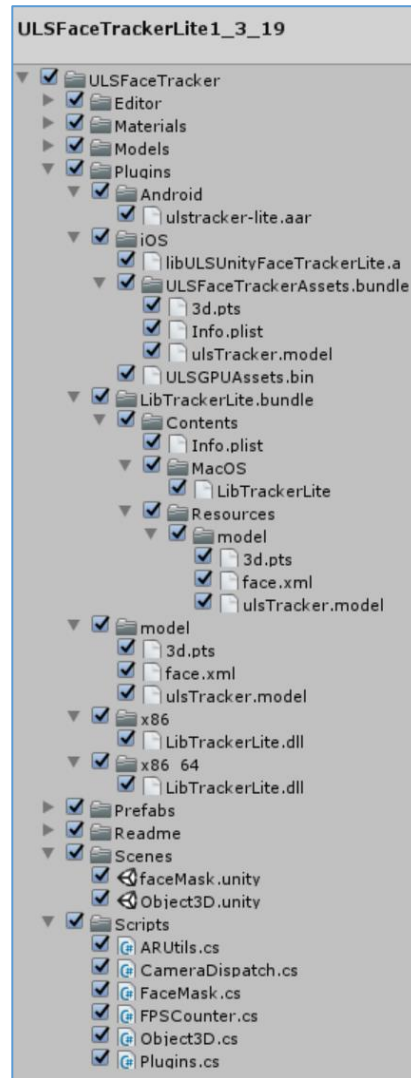 ULSFaceTrackerLite1_3_19
ULSFaceTracker
Editor
Materials
Models
Plugins
Android
ulstracker-lite.aar
iOS
libULSUnityFaceTrackerLite.a
ULSFaceTrackerAssets.bundle
3d.pts
Info.plist
ulsTracker.model
ULSGPUAssets.bin
LibTrackerLite.bundle
Contents
Info.plist
MacOS
LibTrackerLite
Resources
model
3d.pts
face.xml
ulsTracker.model
model
3d.pts
face.xml
ulsTracker.model
x86
LibTrackerLite.dll
x86_64
LibTrackerLite.dll
Prefabs
Readme
Scenes
faceMask.unity
Object3D.unity
Scripts
ARUtils.cs
CameraDispatch.cs
FaceMask.cs
FPSCounter.cs
Object3D.cs
Plugins.cs